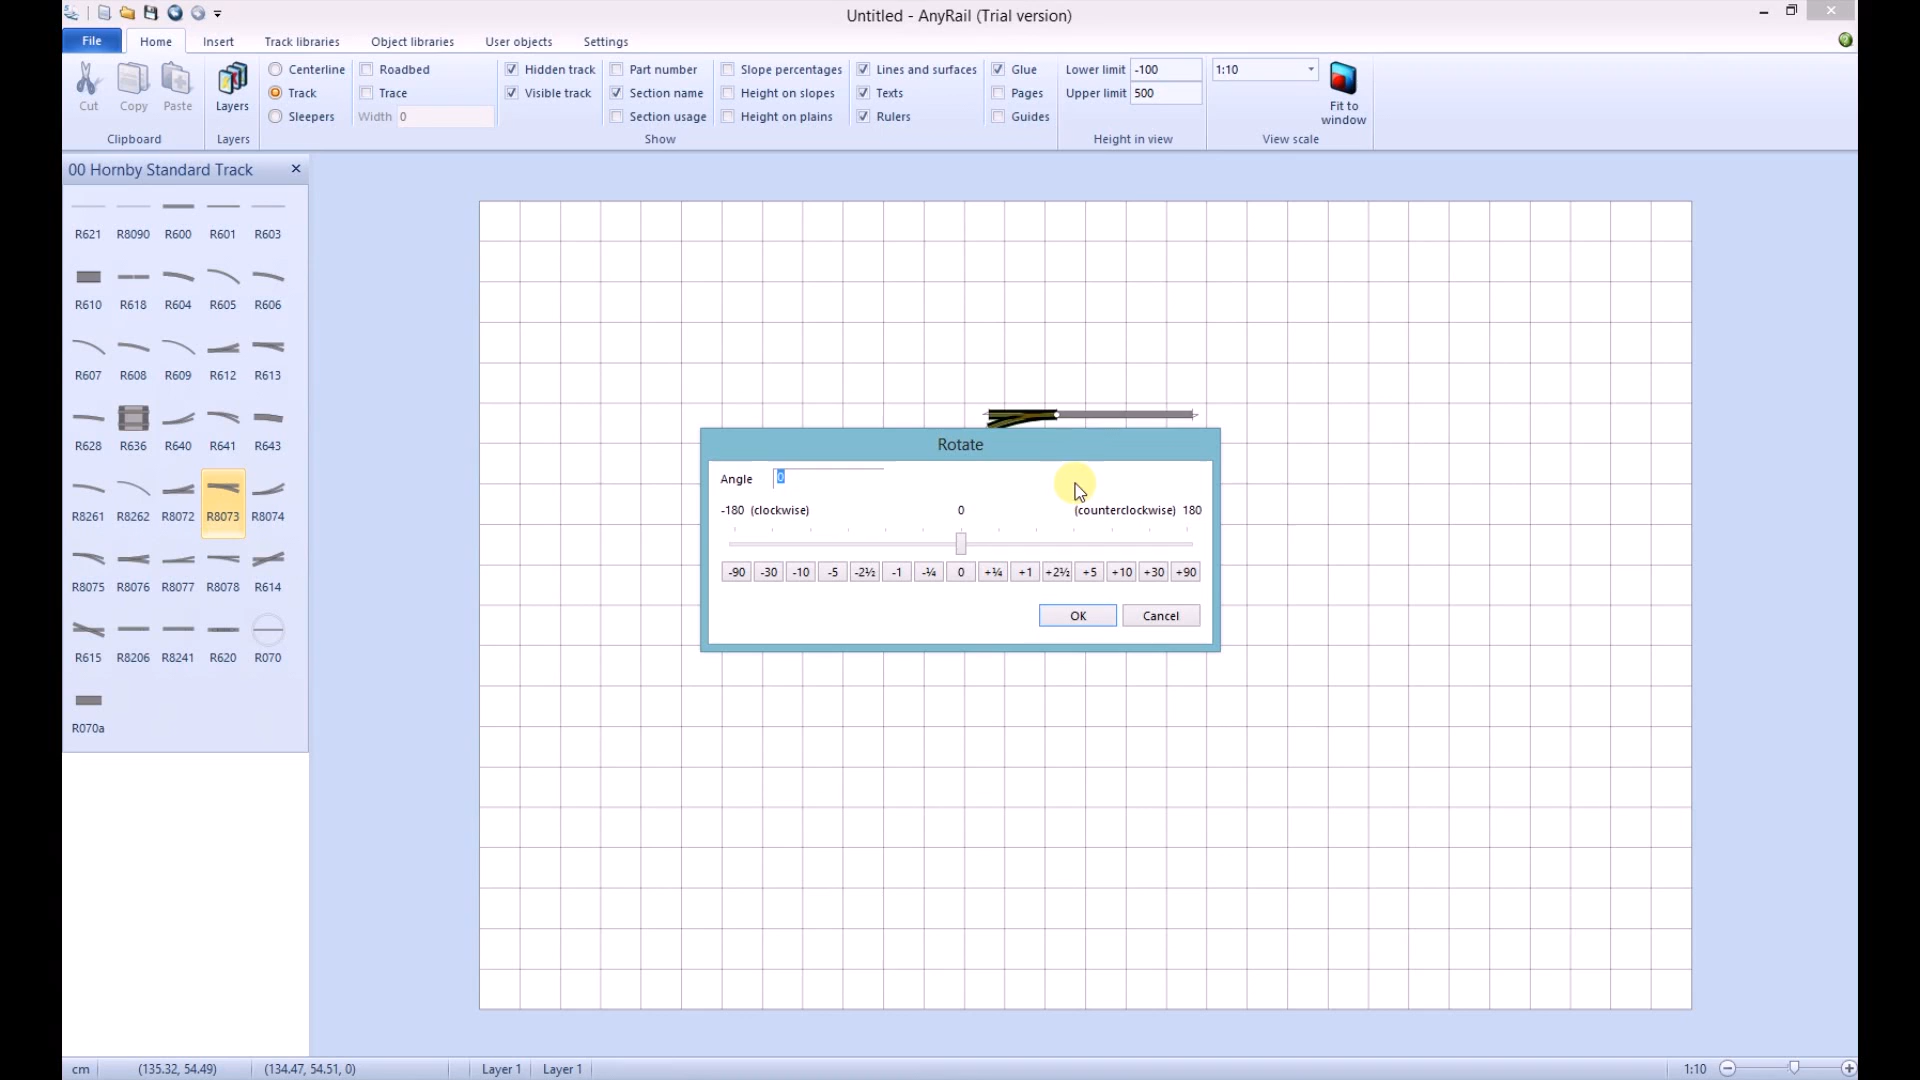 Untitled - AnyRail (Trial version)
File Home Insert Track libraries Object libraries User objects Settings
Cut Copy Paste
Clipboard
Layers
Layers
Centerline Roadbed Hidden track Part number Slope percentages Lines and surfaces Glue Lower limit -100 1:10
Track Trace Visible track Section name Height on slopes Texts Pages Upper limit 500
Sleepers Width 0 Section usage Height on plains Rulers Guides
Fit to
window
Show Height in view View scale
00 Hornby Standard Track
R621 R8090 R600 R601 R603
R610 R618 R604 R605 R606
R607 R608 R609 R612 R613
R628 R636 R640 R641 R643
R8261 R8262 R8072 R8073 R8074
R8075 R8076 R8077 R8078 R614
R615 R8206 R8241 R620 R070
R070a
Rotate
Angle 0
-180 (clockwise) 0 (counterclockwise) 180
-90 -30 -10 -5 -2½ -1 -¼ 0 +¼ +1 +2½ +5 +10 +30 +90
OK Cancel
cm (135.32, 54.49) (134.47, 54.51, 0) Layer 1 Layer 1 1:10